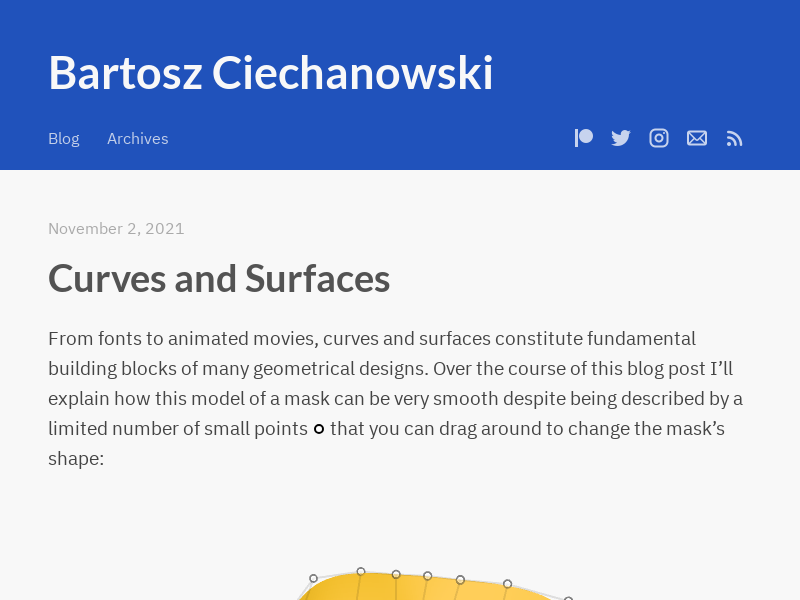 Bartosz Ciechanowski
Blog Archives
November 2, 2021
Curves and Surfaces
From fonts to animated movies, curves and surfaces constitute fundamental
building blocks of many geometrical designs. Over the course of this blog post I’ll
explain how this model of a mask can be very smooth despite being described by a
limited number of small points that you can drag around to change the mask’s
shape: